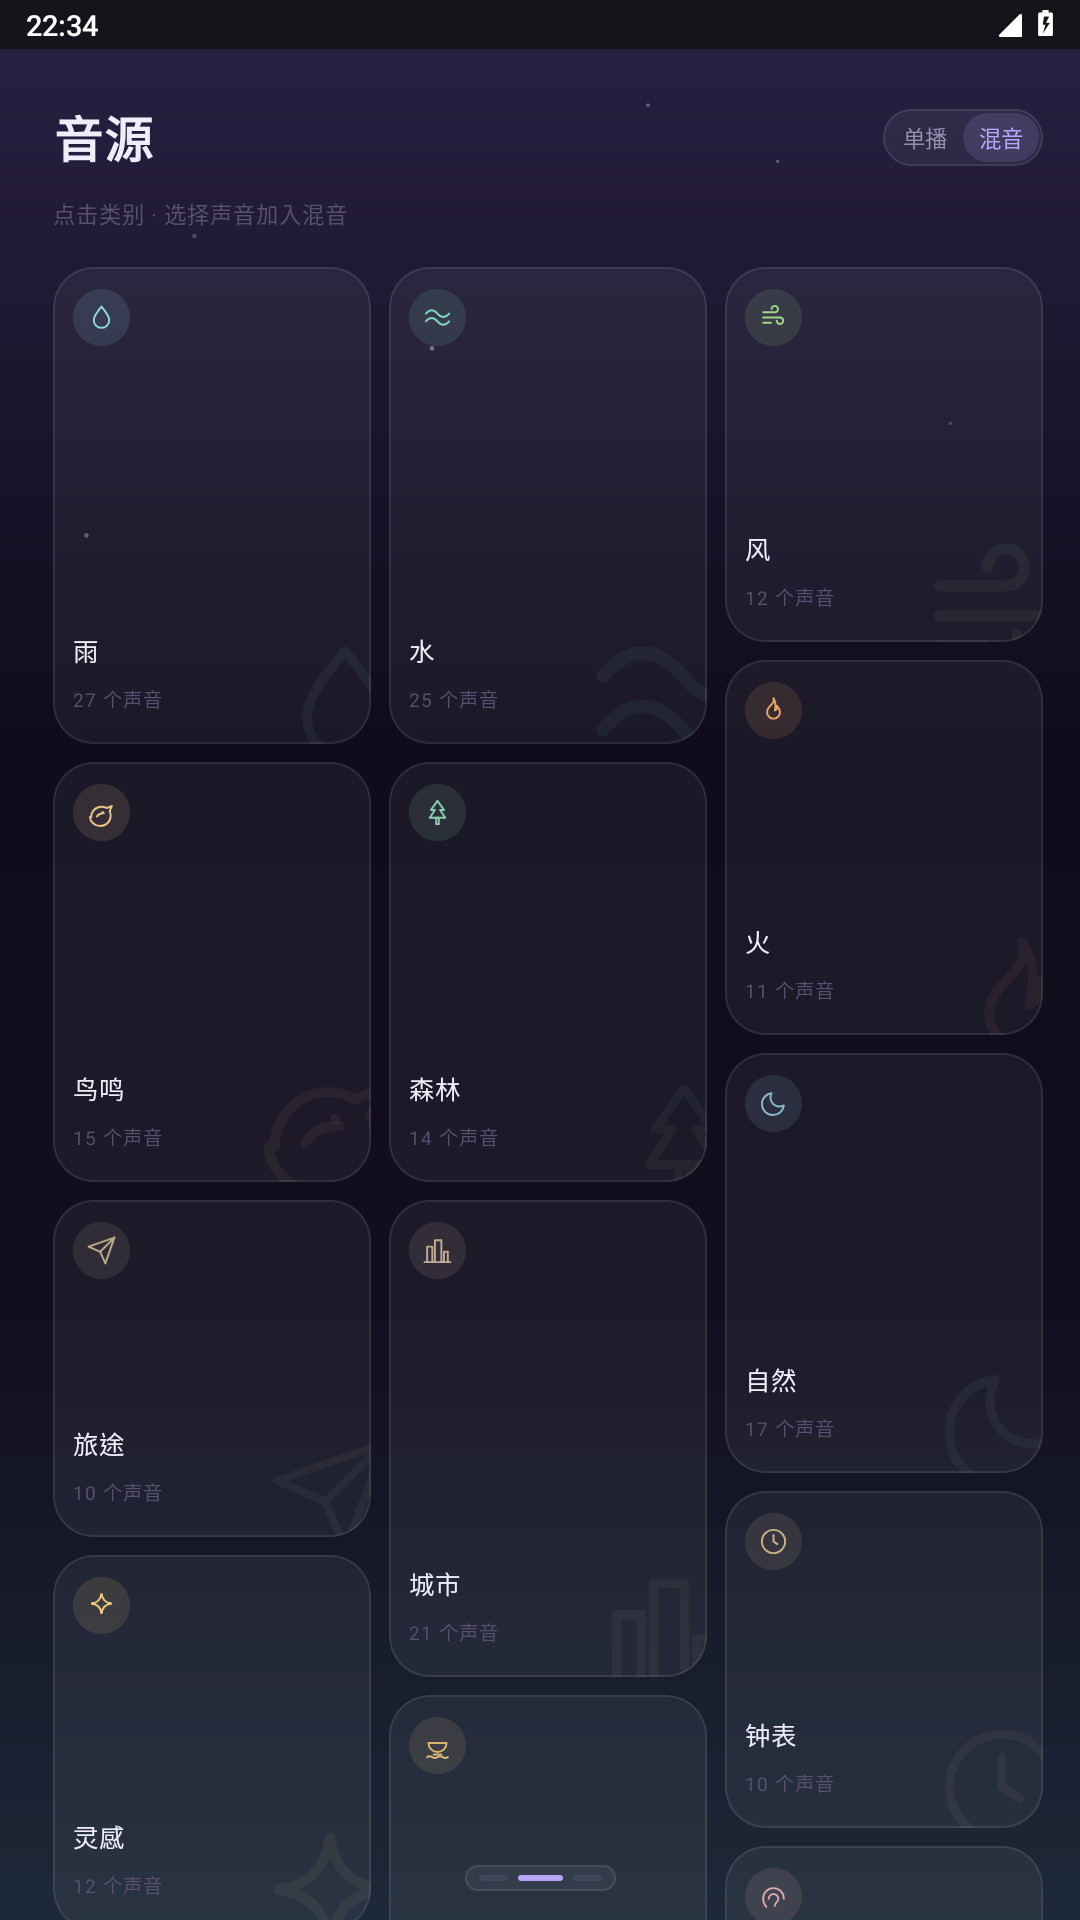 22:34
音源
单播
混音
点击类别 · 选择声音加入混音
雨
27 个声音
水
25 个声音
风
12 个声音
火
11 个声音
鸟鸣
15 个声音
森林
14 个声音
自然
17 个声音
旅途
10 个声音
城市
21 个声音
钟表
10 个声音
灵感
12 个声音